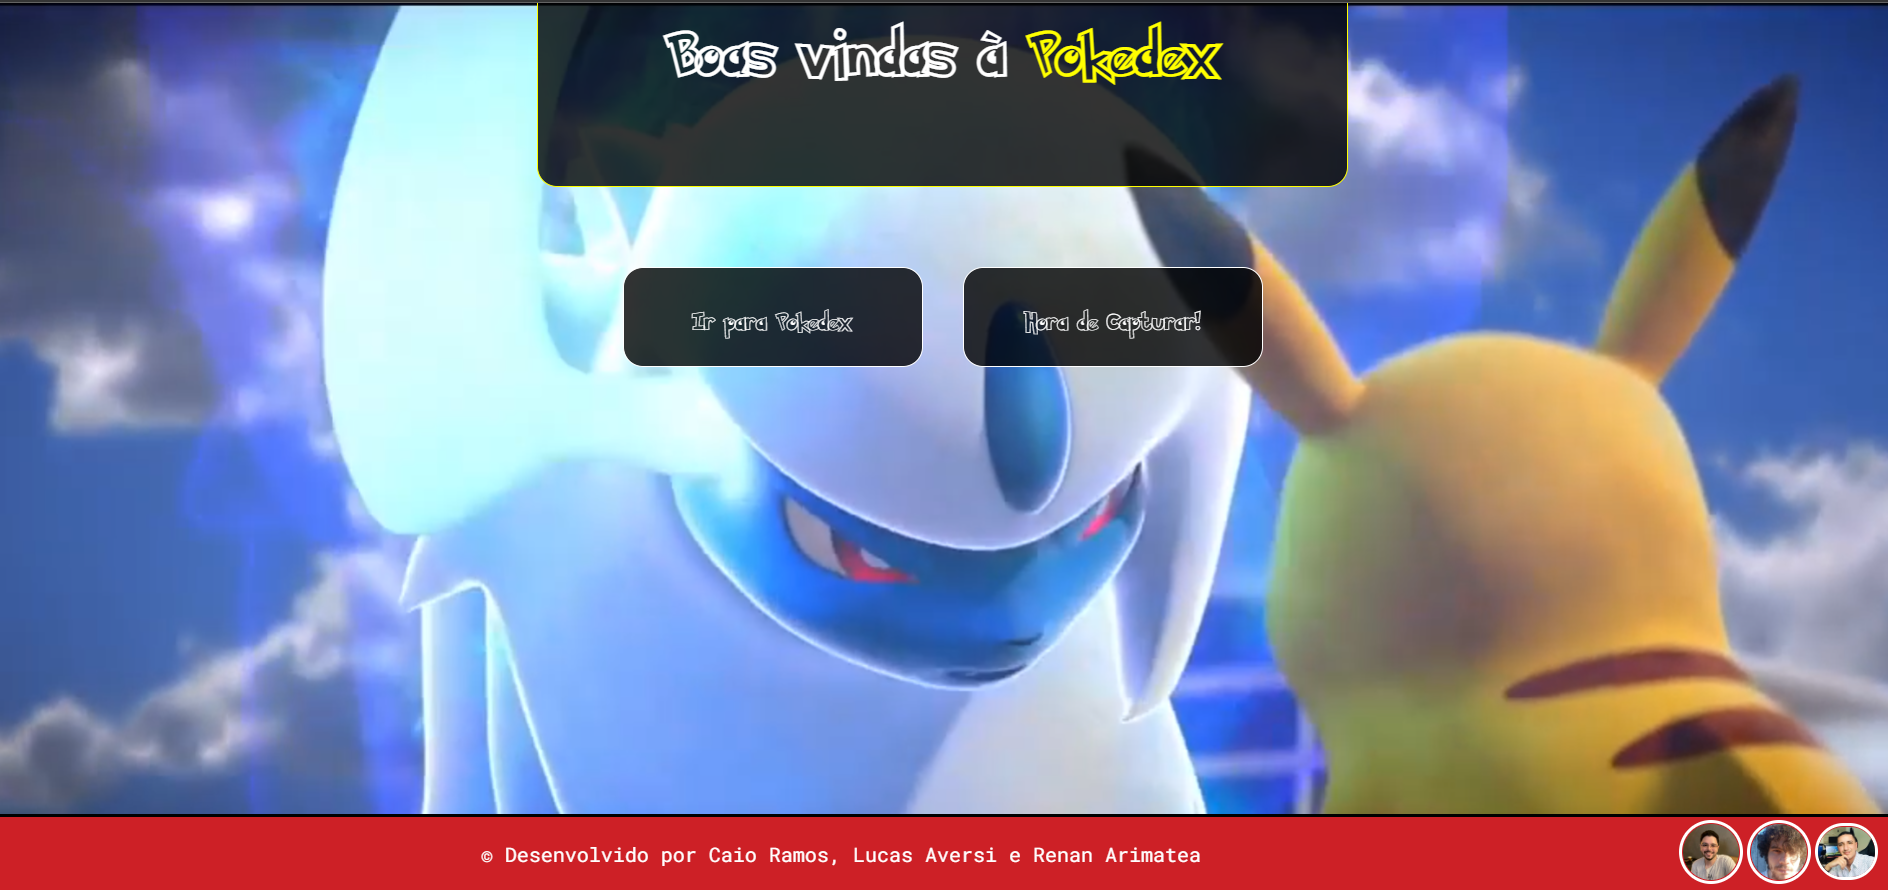 Boas vindas à Pokedex
Ir para Pokedex
Hora de Capturar!
© Desenvolvido por Caio Ramos, Lucas Aversi e Renan Arimatea